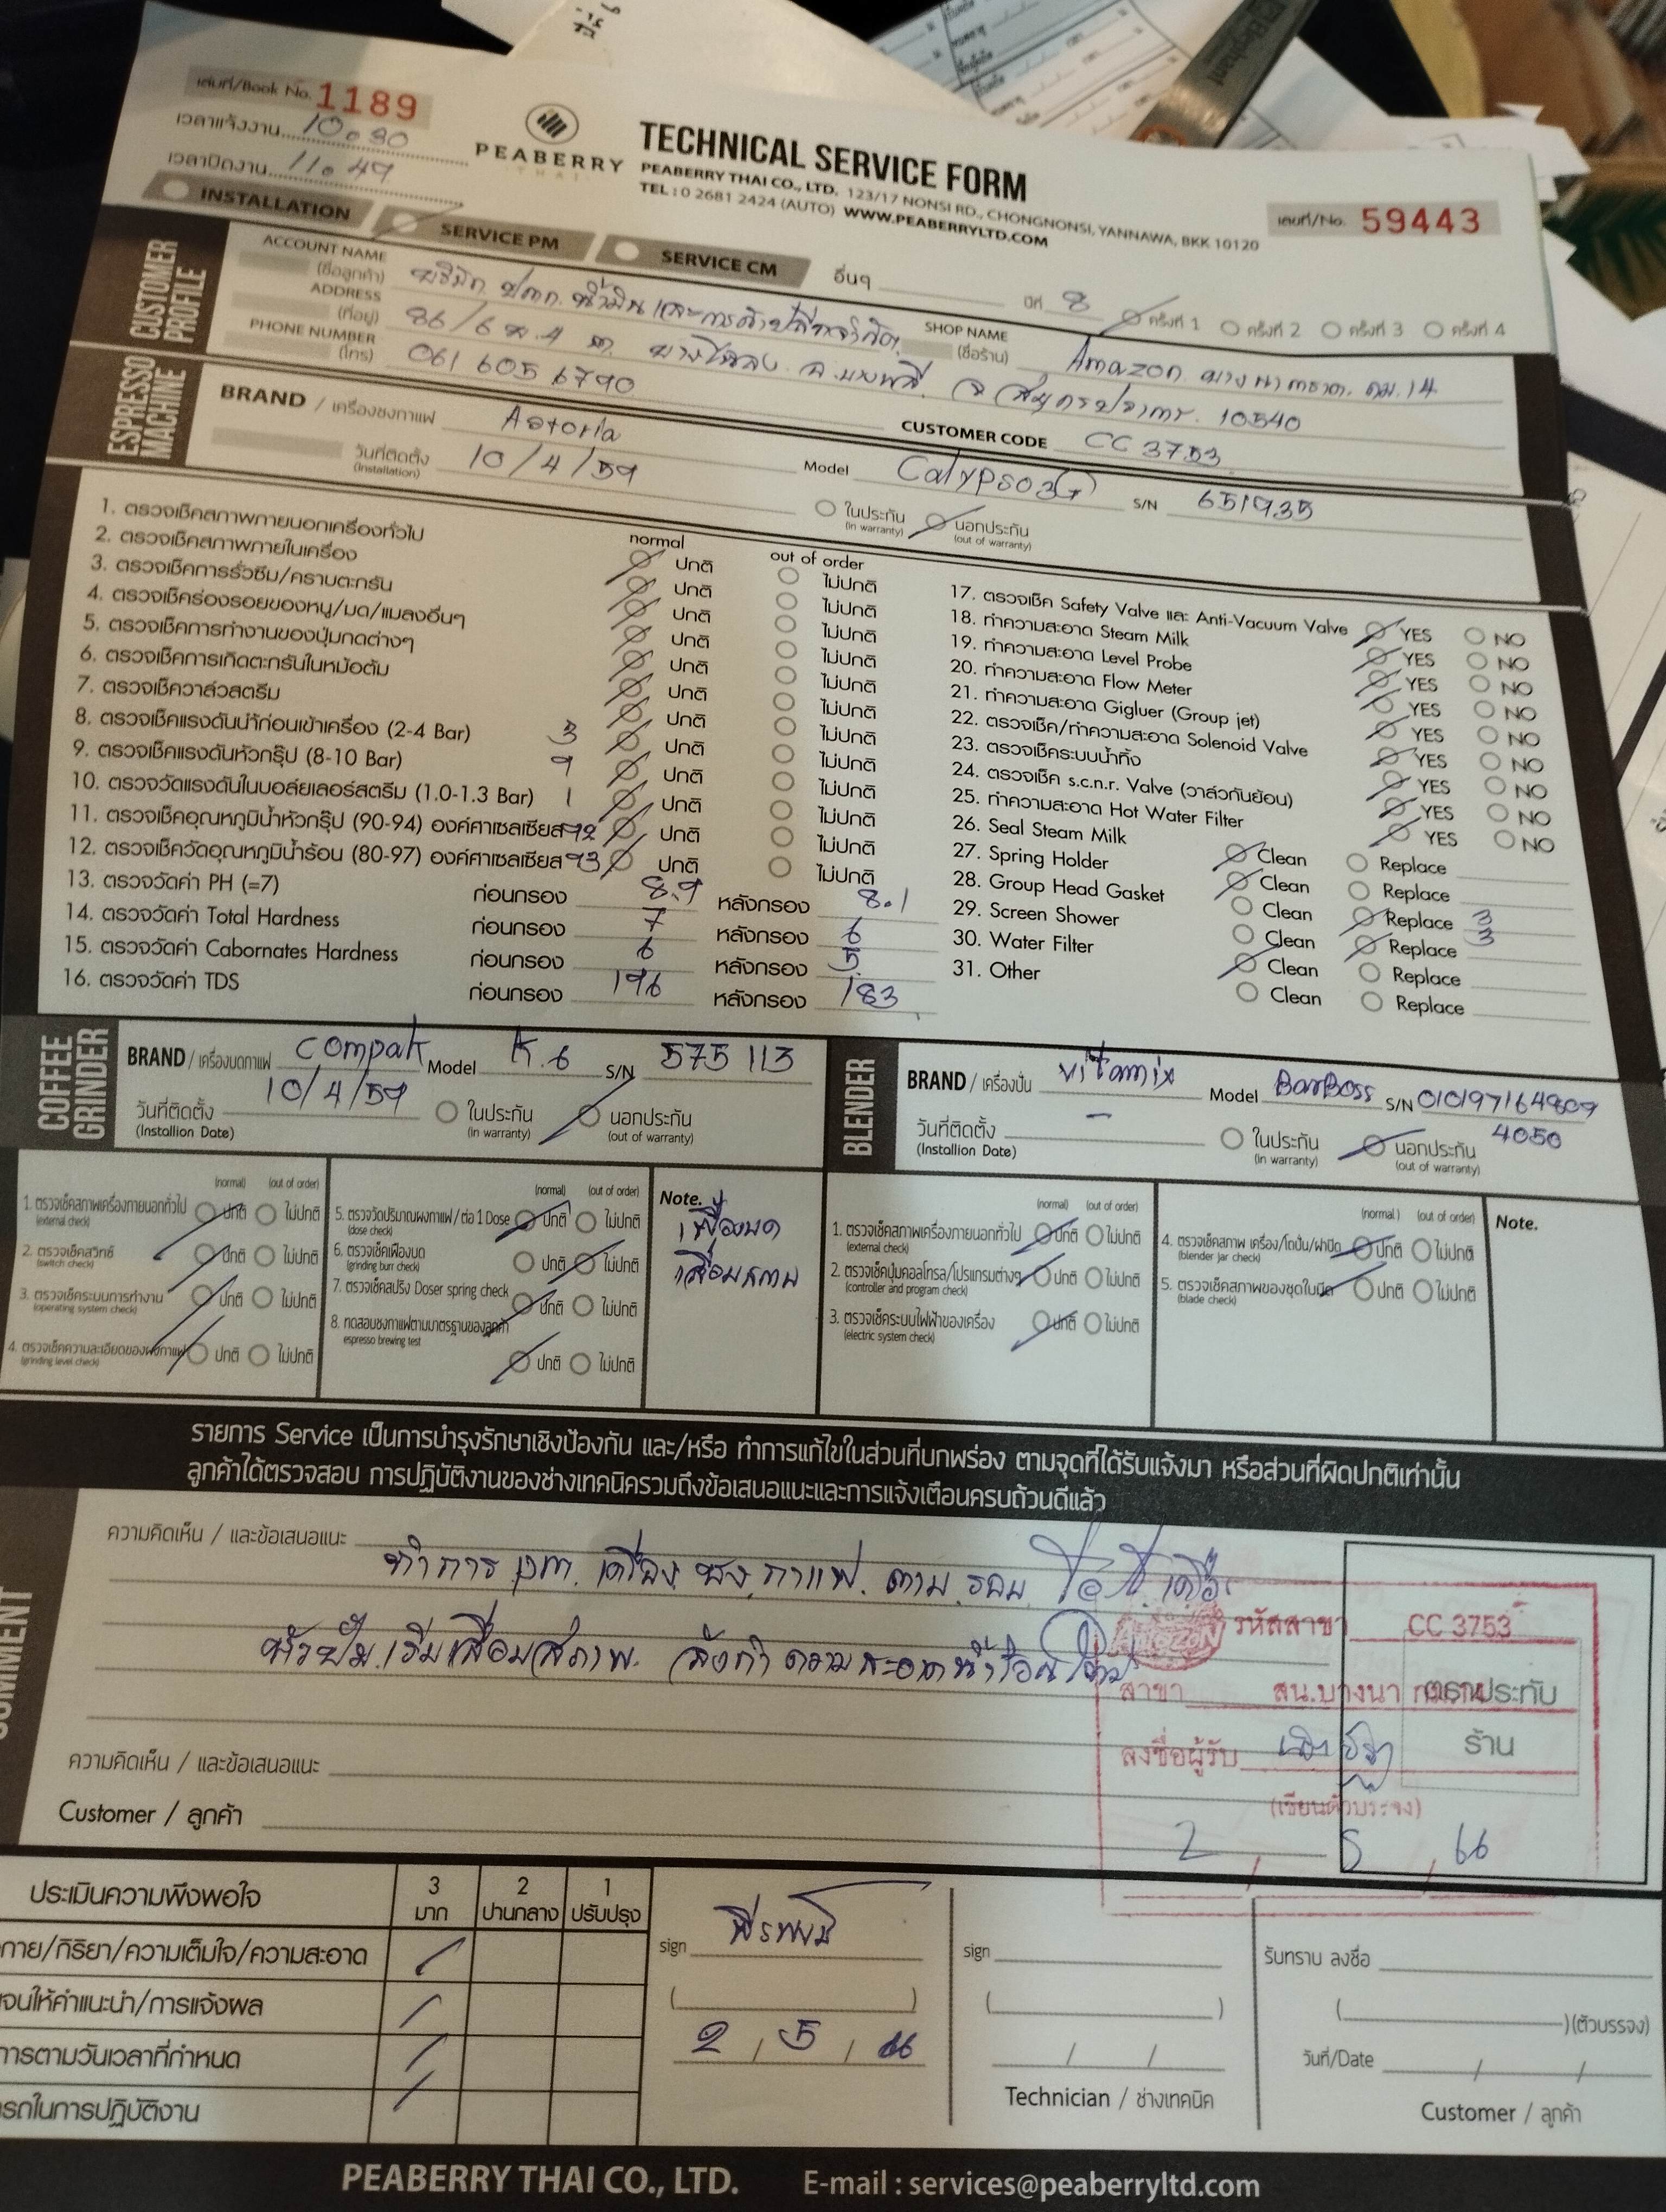 เล่มที่/Book No. 1189
เวลาแจ้งงาน 10.30
เวลาปิดงาน 11.49
PEABERRY
THAI
TECHNICAL SERVICE FORM
PEABERRY THAI CO., LTD. 123/17 NONSI RD., CHONGNONSI, YANNAWA, BKK 10120
TEL : 0 2681 2424 (AUTO) WWW.PEABERRYLTD.COM
เลขที่/No. 59443
INSTALLATION SERVICE PM SERVICE CM อื่นๆ
ปีที่ 8 ครั้งที่ 1 ครั้งที่ 2 ครั้งที่ 3 ครั้งที่ 4
CUSTOMER PROFILE
ACCOUNT NAME (ชื่อลูกค้า) บริษัท ปตท. น้ำมันและการค้าปลีกจำกัด
SHOP NAME (ชื่อร้าน) Amazon บางนาตราด. กม.14
ADDRESS (ที่อยู่) 86/6 ม.4 ต. บางโฉลง อ.บางพลี จ.สมุทรปราการ. 10540
PHONE NUMBER (โทร) 061 605 6790
CUSTOMER CODE CC 3753
ESPRESSO MACHINE
BRAND / เครื่องชงกาแฟ Astoria
Model Calypso3G S/N 651935
วันที่ติดตั้ง (Installation) 10/4/59
ในประกัน (in warranty) นอกประกัน (out of warranty)
normal out of order
1. ตรวจเช็คสภาพภายนอกเครื่องทั่วไป ปกติ ไม่ปกติ
2. ตรวจเช็คสภาพภายในเครื่อง ปกติ ไม่ปกติ
3. ตรวจเช็คการรั่วซึม/คราบตะกรัน ปกติ ไม่ปกติ
4. ตรวจเช็คร่องรอยของหนู/มด/แมลงอื่นๆ ปกติ ไม่ปกติ
5. ตรวจเช็คการทำงานของปุ่มกดต่างๆ ปกติ ไม่ปกติ
6. ตรวจเช็คการเกิดตะกรันในหม้อต้ม ปกติ ไม่ปกติ
7. ตรวจเช็ควาล์วสตรีม ปกติ ไม่ปกติ
8. ตรวจเช็คแรงดันน้ำก่อนเข้าเครื่อง (2-4 Bar) 3 ปกติ ไม่ปกติ
9. ตรวจเช็คแรงดันหัวกรุ๊ป (8-10 Bar) 9 ปกติ ไม่ปกติ
10. ตรวจวัดแรงดันในบอล์ยเลอร์สตรีม (1.0-1.3 Bar) 1 ปกติ ไม่ปกติ
11. ตรวจเช็คอุณหภูมิน้ำหัวกรุ๊ป (90-94) องศ์ศาเซลเซียส 92 ปกติ ไม่ปกติ
12. ตรวจเช็ควัดอุณหภูมิน้ำร้อน (80-97) องศ์ศาเซลเซียส 93 ปกติ ไม่ปกติ
13. ตรวจวัดค่า PH (=7) ก่อนกรอง 8.9 หลังกรอง 8.1
14. ตรวจวัดค่า Total Hardness ก่อนกรอง 7 หลังกรอง 6
15. ตรวจวัดค่า Cabornates Hardness ก่อนกรอง 6 หลังกรอง 5
16. ตรวจวัดค่า TDS ก่อนกรอง 196 หลังกรอง 183
17. ตรวจเช็ค Safety Valve และ Anti-Vacuum Valve YES NO
18. ทำความสะอาด Steam Milk YES NO
19. ทำความสะอาด Level Probe YES NO
20. ทำความสะอาด Flow Meter YES NO
21. ทำความสะอาด Gigluer (Group jet) YES NO
22. ตรวจเช็ค/ทำความสะอาด Solenoid Valve YES NO
23. ตรวจเช็คระบบน้ำทิ้ง YES NO
24. ตรวจเช็ค s.c.n.r. Valve (วาล์วกันย้อน) YES NO
25. ทำความสะอาด Hot Water Filter YES NO
26. Seal Steam Milk Clean Replace
27. Spring Holder Clean Replace
28. Group Head Gasket Clean Replace 3
29. Screen Shower Clean Replace 3
30. Water Filter Clean Replace
31. Other Clean Replace
COFFEE GRINDER
BRAND / เครื่องบดกาแฟ Compak Model K.6 S/N 575 113
วันที่ติดตั้ง (Installion Date) 10/4/59 ในประกัน (in warranty) นอกประกัน (out of warranty)
BLENDER
BRAND / เครื่องปั่น vitamix Model BarBoss S/N 010197164809
4050
วันที่ติดตั้ง (Installion Date) - ในประกัน (in warranty) นอกประกัน (out of warranty)
(normal) (out of order)
1. ตรวจเช็คสภาพเครื่องภายนอกทั่วไป (external check) ปกติ ไม่ปกติ
2. ตรวจเช็คสวิทซ์ (switch check) ปกติ ไม่ปกติ
3. ตรวจเช็คระบบการทำงาน (operating system check) ปกติ ไม่ปกติ
4. ตรวจเช็คความละเอียดของผงกาแฟ (grinding level check) ปกติ ไม่ปกติ
(normal) (out of order)
5. ตรวจวัดปริมาณผงกาแฟ/ต่อ 1 Dose (dose check) ปกติ ไม่ปกติ
6. ตรวจเช็คเฟืองบด (grinding burr check) ปกติ ไม่ปกติ
7. ตรวจเช็คสปริง Doser spring check ปกติ ไม่ปกติ
8. ทดสอบชงกาแฟตามมาตรฐานของลูกค้า espresso brewing test ปกติ ไม่ปกติ
Note.
เฟืองบด
เสื่อมสภาพ
(normal) (out of order)
1. ตรวจเช็คสภาพเครื่องภายนอกทั่วไป (external check) ปกติ ไม่ปกติ
2. ตรวจเช็คปุ่มคอลโทรล/โปรแกรมต่างๆ (controller and program check) ปกติ ไม่ปกติ
3. ตรวจเช็คระบบไฟฟ้าของเครื่อง (electric system check) ปกติ ไม่ปกติ
(normal) (out of order)
4. ตรวจเช็คสภาพ เครื่อง/โถปั่น/ฝาปิด (blender jar check) ปกติ ไม่ปกติ
5. ตรวจเช็คสภาพของชุดใบมีด (blade check) ปกติ ไม่ปกติ
Note.
รายการ Service เป็นการบำรุงรักษาเชิงป้องกัน และ/หรือ ทำการแก้ไขในส่วนที่บกพร่อง ตามจุดที่ได้รับแจ้งมา หรือส่วนที่ผิดปกติเท่านั้น
ลูกค้าได้ตรวจสอบ การปฏิบัติงานของช่างเทคนิครวมถึงข้อเสนอแนะและการแจ้งเตือนครบถ้วนดีแล้ว
ความคิดเห็น / และข้อเสนอแนะ
ทำการ pm. เครื่อง ชง กาแฟ. ตาม รอบ
หัวปั๊ม เริ่มเสื่อมสภาพ.
รหัสสาขา CC 3753
สาขา สน.บางนา
ตราประทับ
ร้าน
ลงชื่อผู้รับ
(เขียนตัวบรรจง)
2 / 5 / 66
ความคิดเห็น / และข้อเสนอแนะ
Customer / ลูกค้า
ประเมินความพึงพอใจ 3 มาก 2 ปานกลาง 1 ปรับปรุง
กาย/กิริยา/ความเต็มใจ/ความสะอาด
จนให้คำแนะนำ/การแจ้งผล
การตามวันเวลาที่กำหนด
รถในการปฏิบัติงาน
sign
2 / 5 / 66
sign
Technician / ช่างเทคนิค
รับทราบ ลงชื่อ
(ตัวบรรจง)
วันที่/Date
Customer / ลูกค้า
PEABERRY THAI CO., LTD. E-mail : services@peaberryltd.com